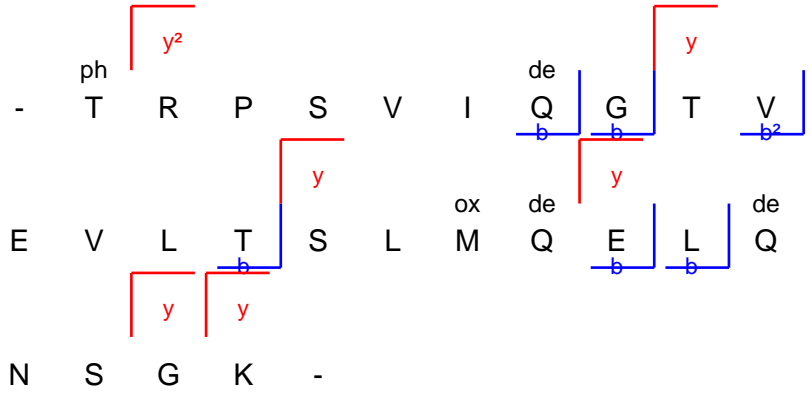 y²
ph de y
- T R P S V I Q G T V
b b b²
y y
ox de de
E V L T S L M Q E L Q
b b b
y y
N S G K -